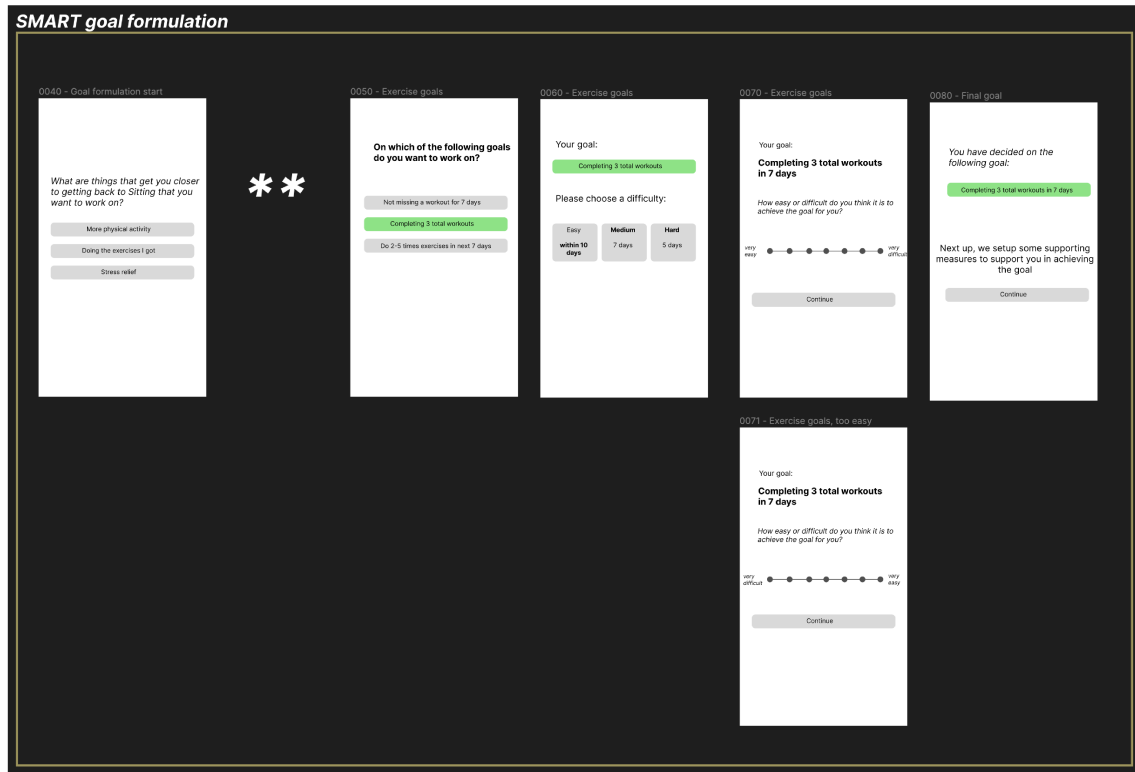 SMART goal formulation
0040 - Goal formulation start
What are things that get you closer
to getting back to Sitting that you
want to work on?
More physical activity
Doing the exercises I got
Stress relief
**
0050 - Exercise goals
On which of the following goals
do you want to work on?
Not missing a workout for 7 days
Completing 3 total workouts
Do 2-5 times exercises in next 7 days
0060 - Exercise goals
Your goal:
Completing 3 total workouts
Please choose a difficulty:
Easy
within 10
days
Medium
7 days
Hard
5 days
0070 - Exercise goals
Your goal:
Completing 3 total workouts
in 7 days
How easy or difficult do you think it is to
achieve the goal for you?
very
easy
very
difficult
Continue
0080 - Final goal
You have decided on the
following goal:
Completing 3 total workouts in 7 days
Next up, we setup some supporting
measures to support you in achieving
the goal
Continue
0071 - Exercise goals, too easy
Your goal:
Completing 3 total workouts
in 7 days
How easy or difficult do you think it is to
achieve the goal for you?
very
difficult
very
easy
Continue